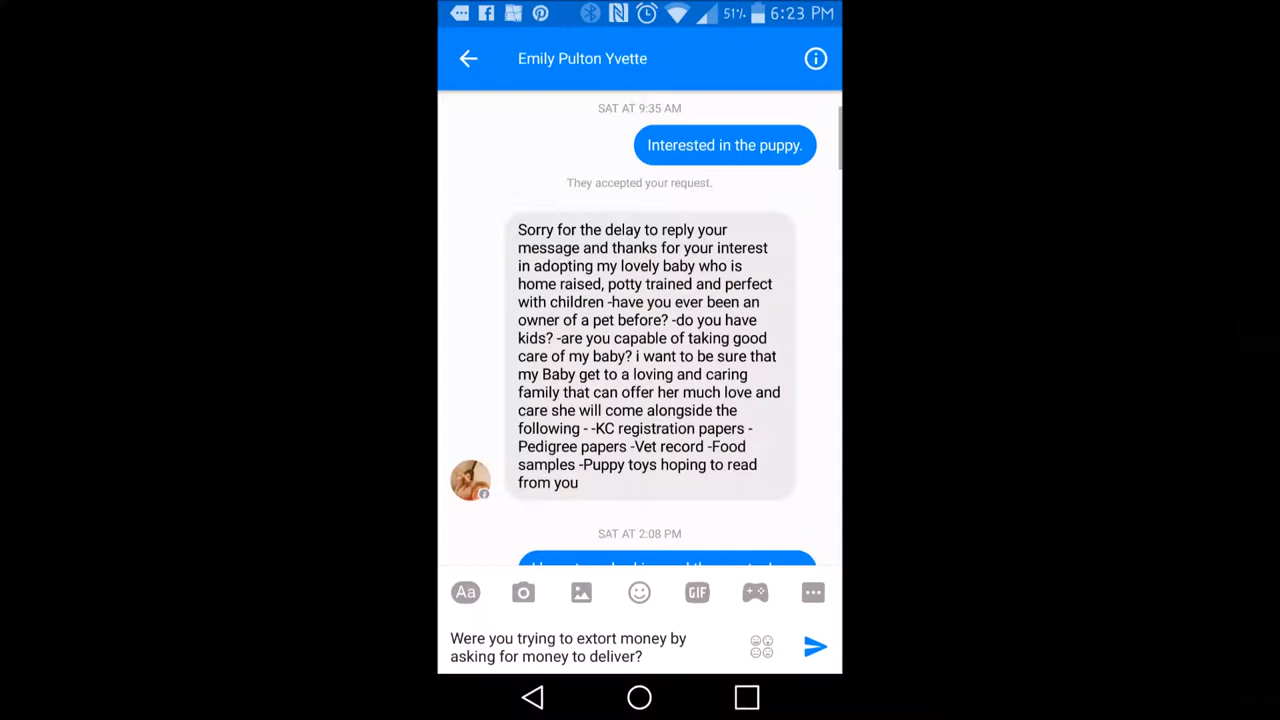 51% 6:23 PM
Emily Pulton Yvette
SAT AT 9:35 AM
Interested in the puppy.
They accepted your request.
Sorry for the delay to reply your
message and thanks for your interest
in adopting my lovely baby who is
home raised, potty trained and perfect
with children -have you ever been an
owner of a pet before? -do you have
kids? -are you capable of taking good
care of my baby? i want to be sure that
my Baby get to a loving and caring
family that can offer her much love and
care she will come alongside the
following - -KC registration papers -
Pedigree papers -Vet record -Food
samples -Puppy toys hoping to read
from you
SAT AT 2:08 PM
Aa
GIF
Were you trying to extort money by
asking for money to deliver?